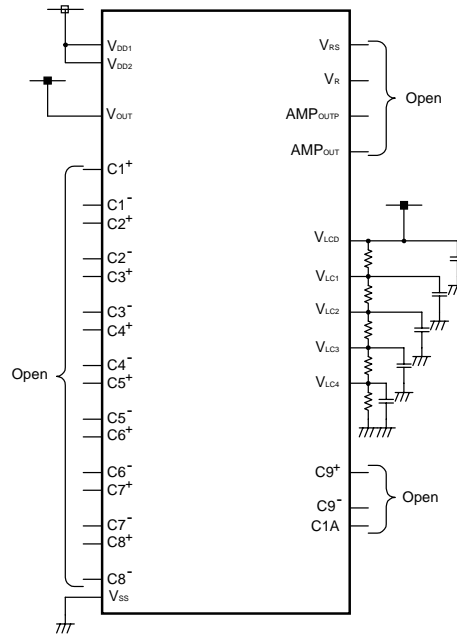 VDD1
VDD2
VOUT
C1+
C1-
C2+
C2-
C3+
C3-
C4+
Open
C4-
C5+
C5-
C6+
C6-
C7+
C7-
C8+
C8-
VSS
VRS
VR
AMPOUTP
AMPOUT
Open
VLCD
VLC1
VLC2
VLC3
VLC4
C9+
C9-
C1A
Open